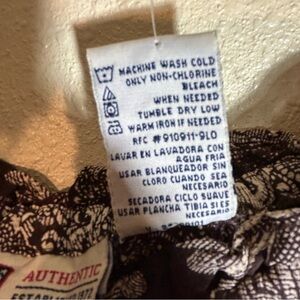 MACHINE WASH COLD
ONLY NON-CHLORINE
BLEACH
WHEN NEEDED
TUMBLE DRY LOW
WARM IRON IF NEEDED
RFC #910911-9L0
LAVAR EN LAVADORA CON
AGUA FRIA
USAR BLANQUEADOR SIN
CLORO CUANDO SEA
NECESARIO
SECADORA CICLO SUAVE
USAR PLANCHA TIBIA SI ES
NECESARIO
AUTHENTIC
ESTABLISHED